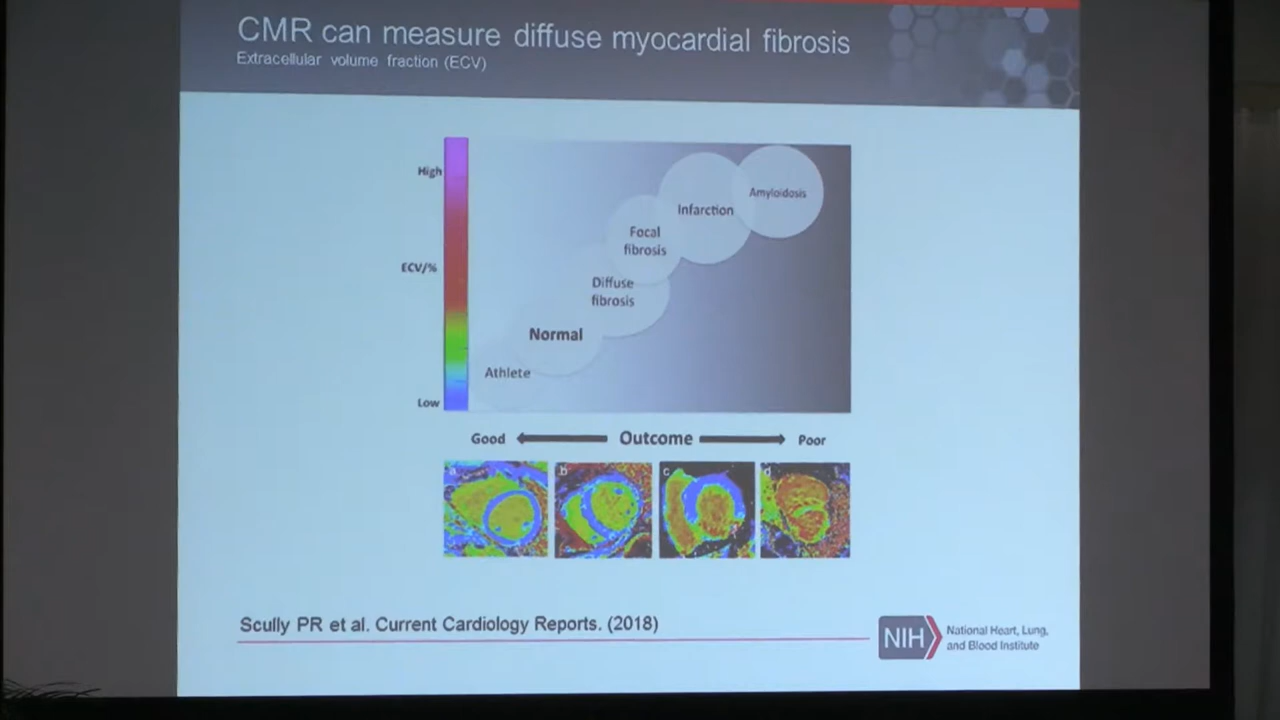 CMR can measure diffuse myocardial fibrosis
Extracellular volume fraction (ECV)
High
ECV/%
Low
Amyloidosis
Infarction
Focal
fibrosis
Diffuse
fibrosis
Normal
Athlete
Good
Outcome
Poor
a
b
c
d
Scully PR et al. Current Cardiology Reports. (2018)
NIH
National Heart, Lung,
and Blood Institute